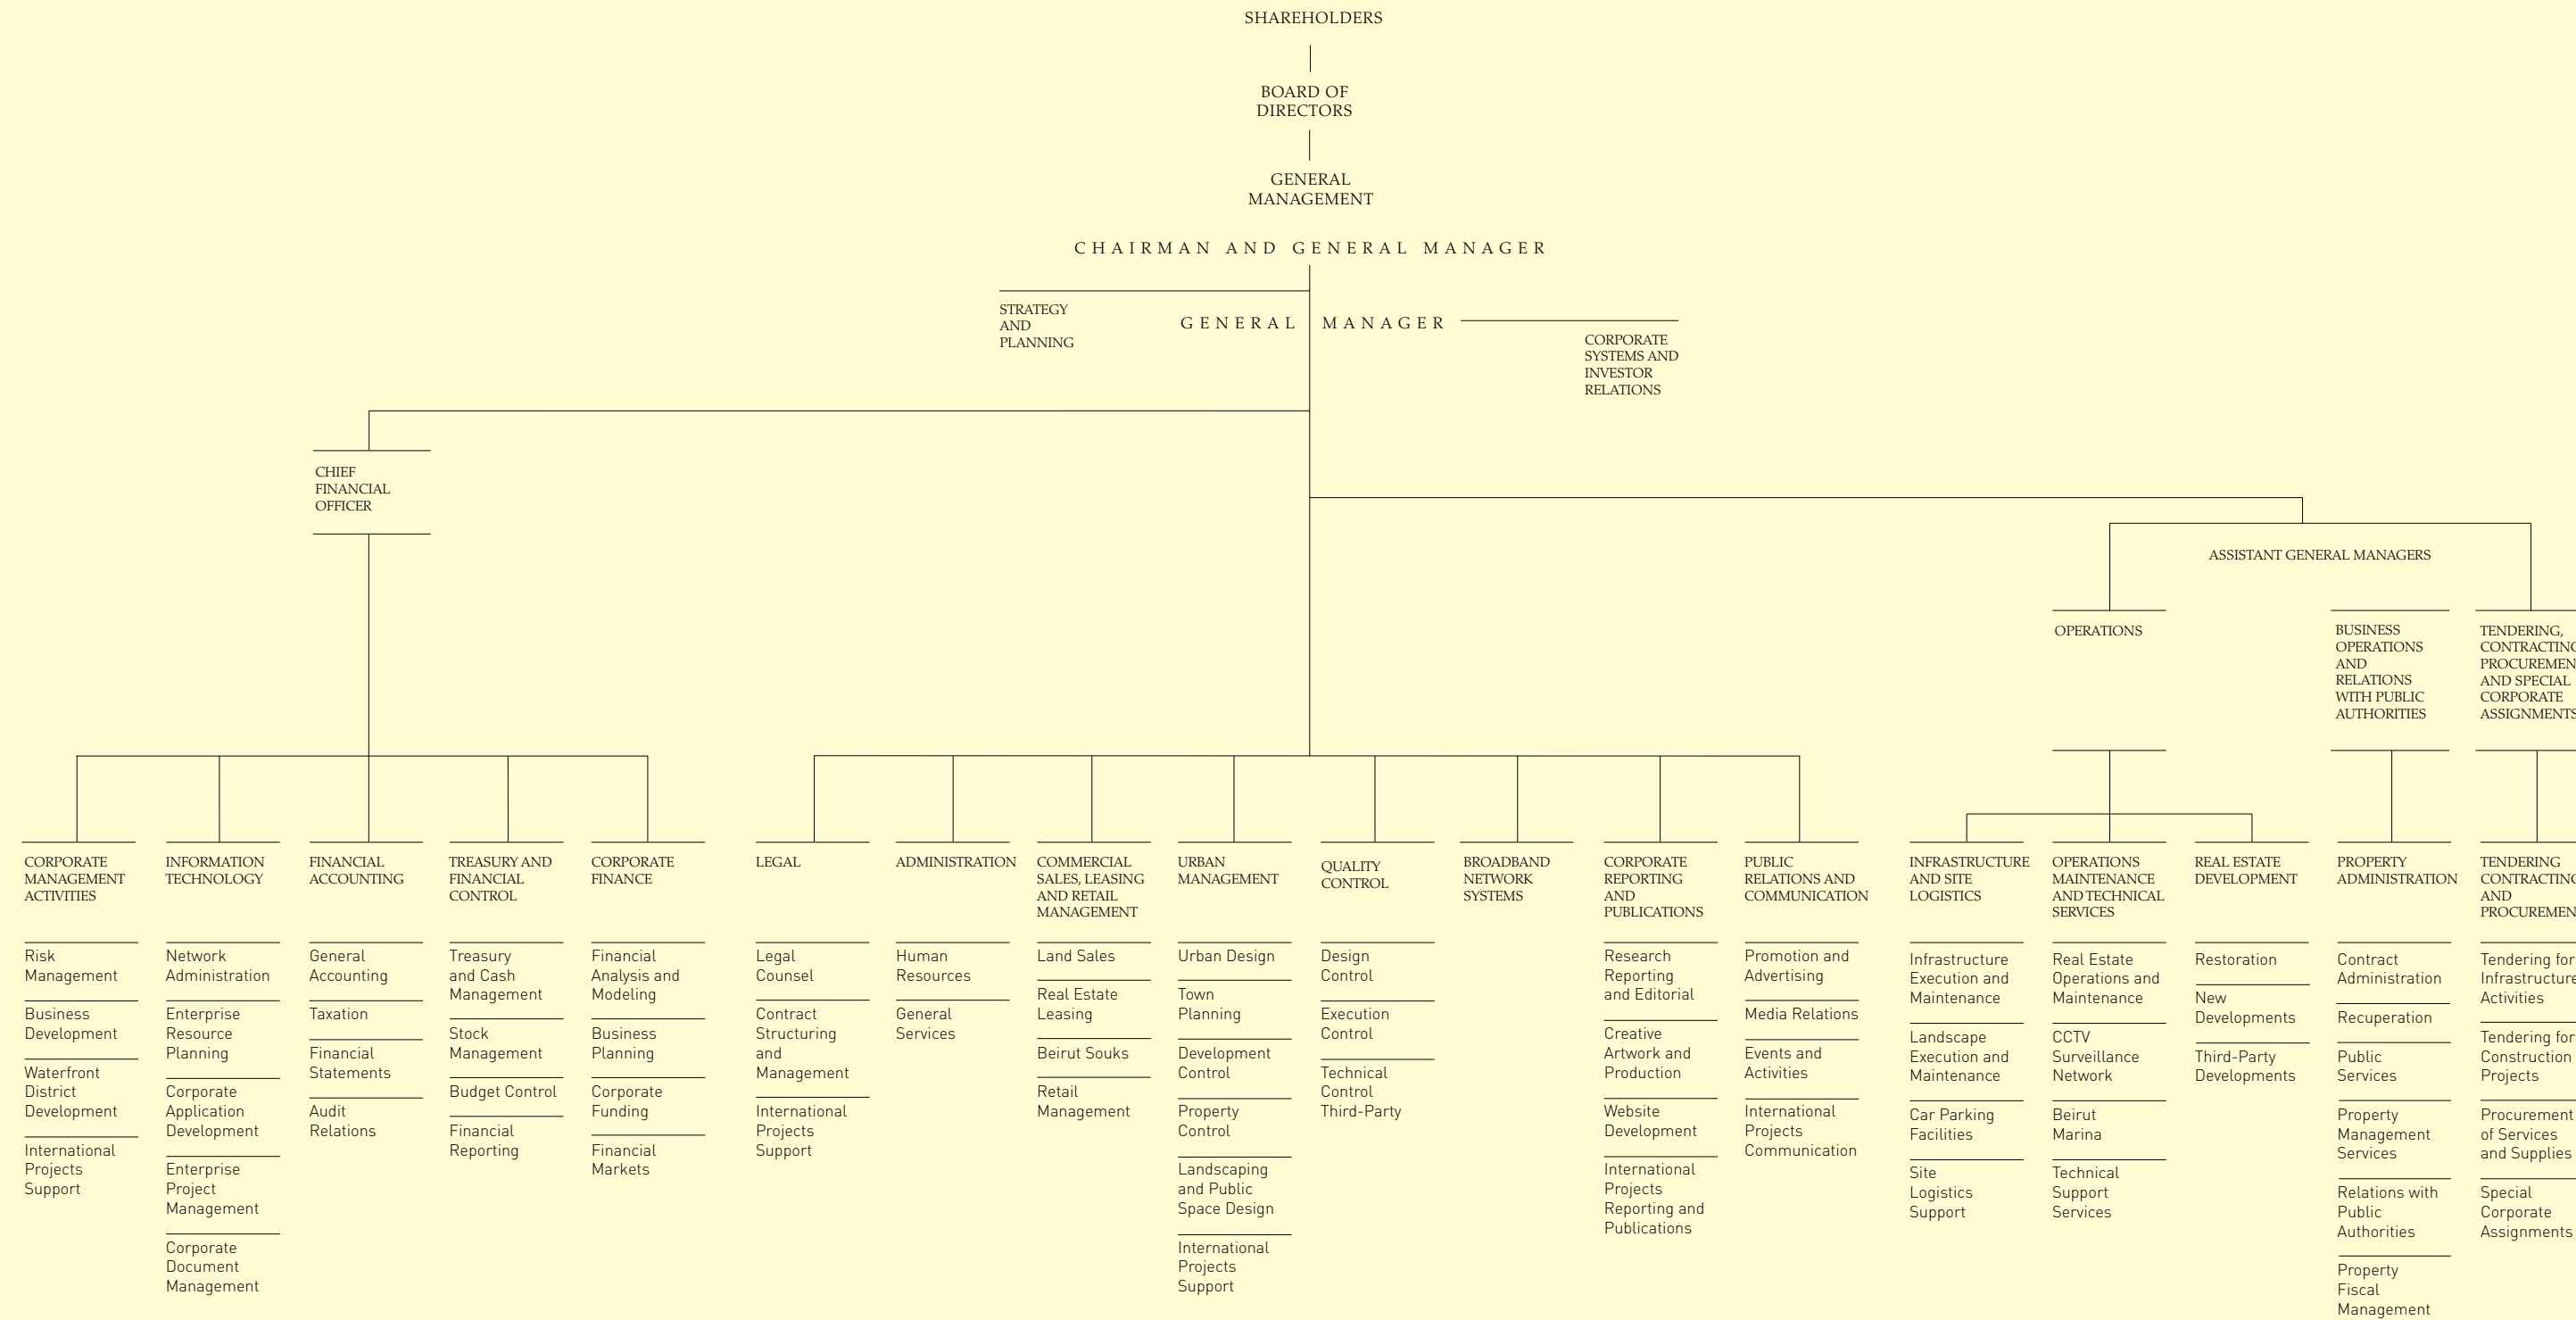 SHAREHOLDERS
BOARD OF
DIRECTORS
GENERAL
MANAGEMENT
CHAIRMAN AND GENERAL MANAGER
STRATEGY
AND
PLANNING
GENERAL MANAGER
CORPORATE
SYSTEMS AND
INVESTOR
RELATIONS
CHIEF
FINANCIAL
OFFICER
ASSISTANT GENERAL MANAGERS
OPERATIONS
BUSINESS
OPERATIONS
AND
RELATIONS
WITH PUBLIC
AUTHORITIES
TENDERING,
CONTRACTING
PROCUREMEN
AND SPECIAL
CORPORATE
ASSIGNMENTS
CORPORATE
MANAGEMENT
ACTIVITIES
Risk
Management
Business
Development
Waterfront
District
Development
International
Projects
Support
INFORMATION
TECHNOLOGY
Network
Administration
Enterprise
Resource
Planning
Corporate
Application
Development
Enterprise
Project
Management
Corporate
Document
Management
FINANCIAL
ACCOUNTING
General
Accounting
Taxation
Financial
Statements
Audit
Relations
TREASURY AND
FINANCIAL
CONTROL
Treasury
and Cash
Management
Stock
Management
Budget Control
Financial
Reporting
CORPORATE
FINANCE
Financial
Analysis and
Modeling
Business
Planning
Corporate
Funding
Financial
Markets
LEGAL
Legal
Counsel
Contract
Structuring
and
Management
International
Projects
Support
ADMINISTRATION
Human
Resources
General
Services
COMMERCIAL
SALES, LEASING
AND RETAIL
MANAGEMENT
Land Sales
Real Estate
Leasing
Beirut Souks
Retail
Management
URBAN
MANAGEMENT
Urban Design
Town
Planning
Development
Control
Property
Control
Landscaping
and Public
Space Design
International
Projects
Support
QUALITY
CONTROL
Design
Control
Execution
Control
Technical
Control
Third-Party
BROADBAND
NETWORK
SYSTEMS
CORPORATE
REPORTING
AND
PUBLICATIONS
Research
Reporting
and Editorial
Creative
Artwork and
Production
Website
Development
International
Projects
Reporting and
Publications
PUBLIC
RELATIONS AND
COMMUNICATION
Promotion and
Advertising
Media Relations
Events and
Activities
International
Projects
Communication
INFRASTRUCTURE
AND SITE
LOGISTICS
Infrastructure
Execution and
Maintenance
Landscape
Execution and
Maintenance
Car Parking
Facilities
Site
Logistics
Support
OPERATIONS
MAINTENANCE
AND TECHNICAL
SERVICES
Real Estate
Operations and
Maintenance
CCTV
Surveillance
Network
Beirut
Marina
Technical
Support
Services
REAL ESTATE
DEVELOPMENT
Restoration
New
Developments
Third-Party
Developments
PROPERTY
ADMINISTRATION
Contract
Administration
Recuperation
Public
Services
Property
Management
Services
Relations with
Public
Authorities
Property
Fiscal
Management
TENDERING
CONTRACTING
AND
PROCUREMEN
Tendering for
Infrastructure
Activities
Tendering for
Construction
Projects
Procurement
of Services
and Supplies
Special
Corporate
Assignments